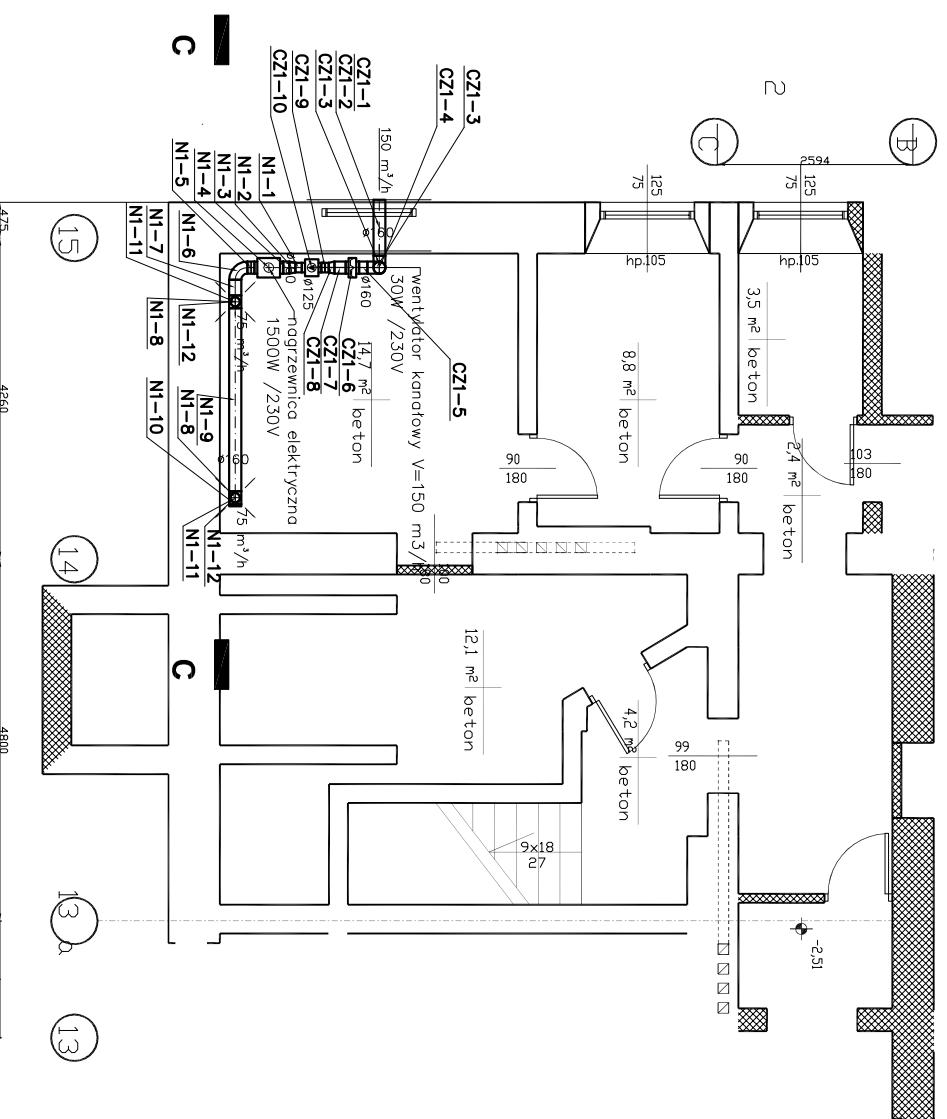 C
2
C
B
2594
CZ1-1
CZ1-2
CZ1-3
CZ1-9
CZ1-10
CZ1-3
CZ1-4
150 m³/h
N1-1
N1-2
N1-3
N1-4
N1-5
N1-6
N1-7
N1-11
125
75
125
75
hp.105
hp.105
ø160
ø125
ø160
wentylator kanałowy V=150 m3/
30W /230V
nagrzewnica elektryczna
1500W /230V
CZ1-5
CZ1-6
CZ1-7
CZ1-8
14,7 m²
beton
8,8 m²
beton
3,5 m²
beton
2,4 m²
beton
75 m³/h
N1-8
N1-12
N1-9
N1-8
N1-10
ø160
75 m³/h
N1-12
N1-11
90
180
90
180
103
180
12,1 m²
beton
4,2 m²
beton
99
180
9x18
27
-2,51
C
15
14
13
a
13
475
4260
4800